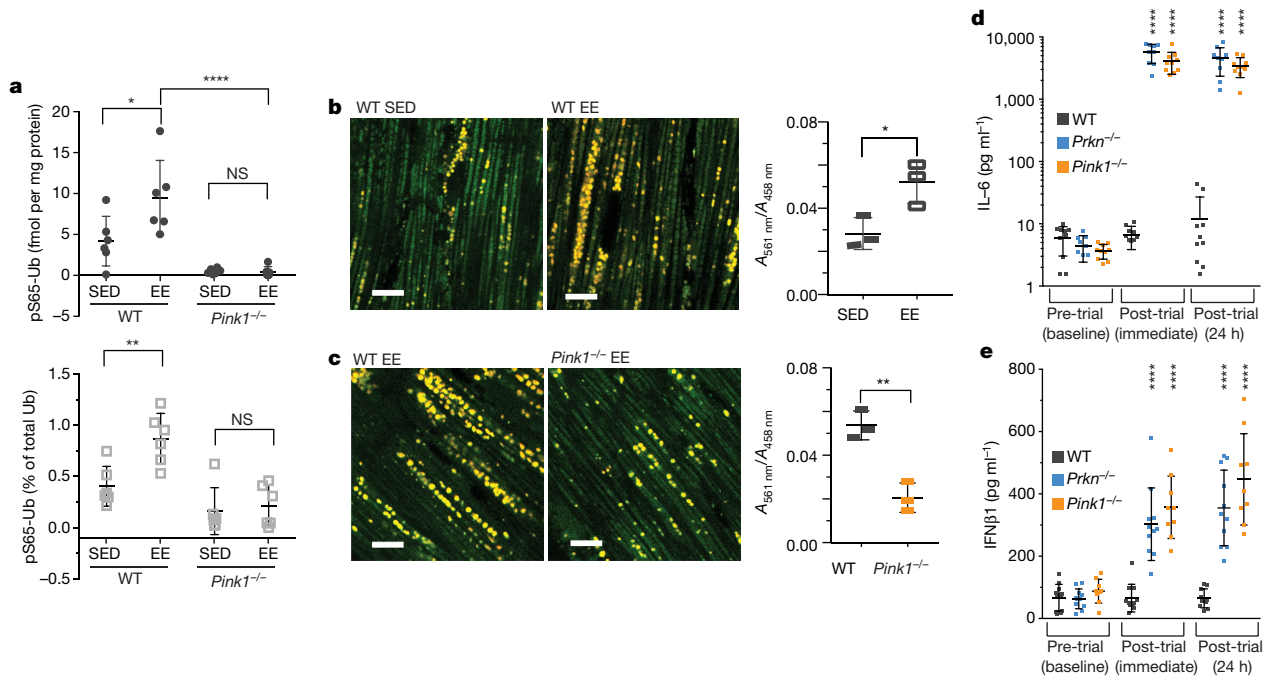 a
pS65-Ub (fmol per mg protein)
20
15
10
5
0
–5
*
****
NS
SED
EE
SED
EE
WT
Pink1–/–
pS65-Ub (% of total Ub)
1.5
1.0
0.5
0.0
–0.5
**
NS
SED
EE
SED
EE
WT
Pink1–/–
b
WT SED
WT EE
A561 nm/A458 nm
0.08
0.04
0.00
*
SED
EE
c
WT EE
Pink1–/– EE
A561 nm/A458 nm
0.08
0.04
0.00
**
WT
Pink1–/–
d
IL–6 (pg ml–1)
10,000
1,000
100
10
1
****
****
****
****
WT
Prkn–/–
Pink1–/–
Pre-trial
(baseline)
Post-trial
(immediate)
Post-trial
(24 h)
e
IFNβ1 (pg ml–1)
800
600
400
200
0
****
****
****
****
WT
Prkn–/–
Pink1–/–
Pre-trial
(baseline)
Post-trial
(immediate)
Post-trial
(24 h)